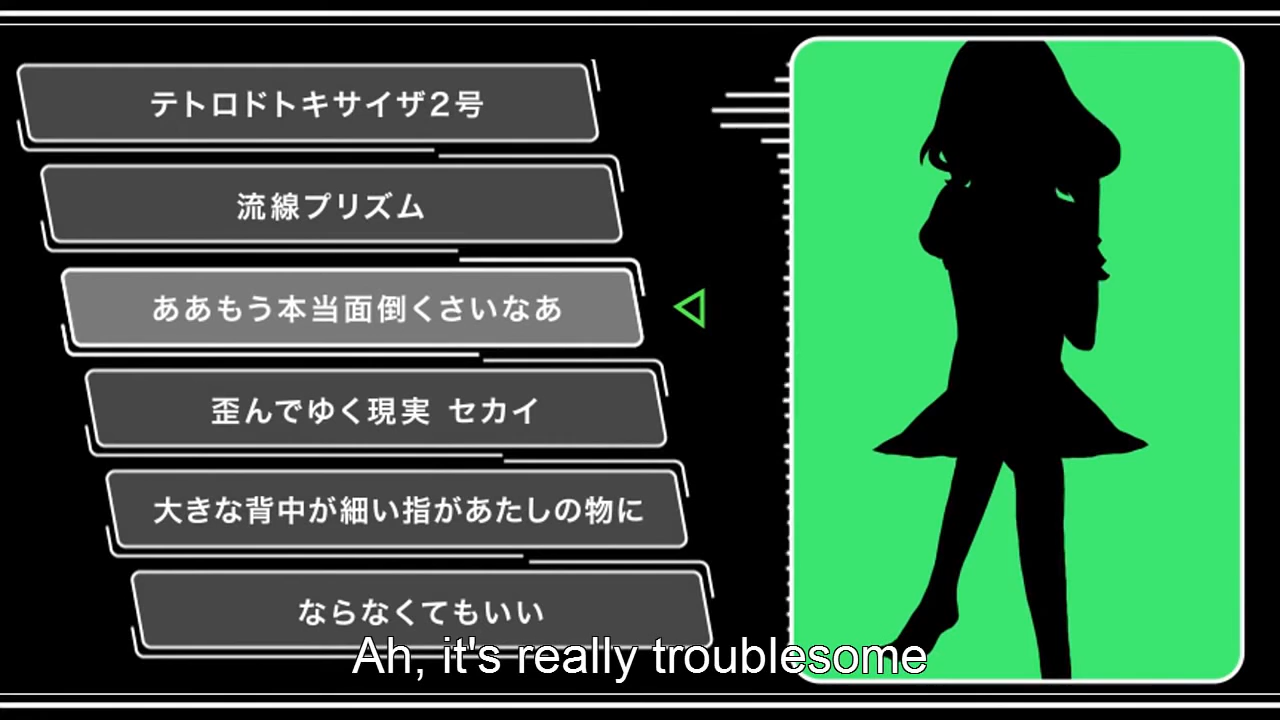 テトロドトキサイザ2号
流線プリズム
ああもう本当面倒くさいなあ
歪んでゆく現実 セカイ
大きな背中が細い指があたしの物に
ならなくてもいい
Ah, it's really troublesome